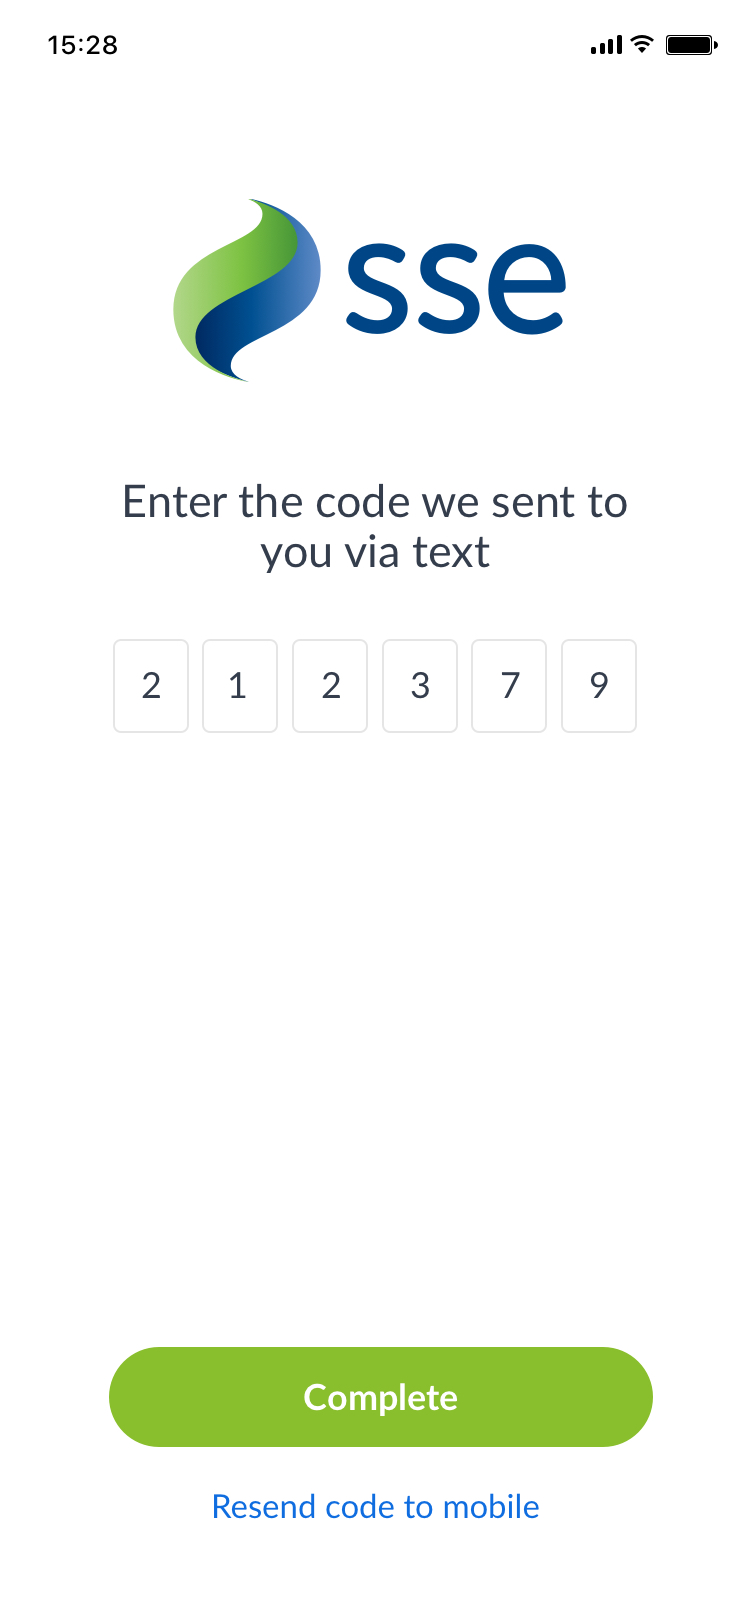 15:28
sse
Enter the code we sent to
you via text
2 1 2 3 7 9
Complete
Resend code to mobile